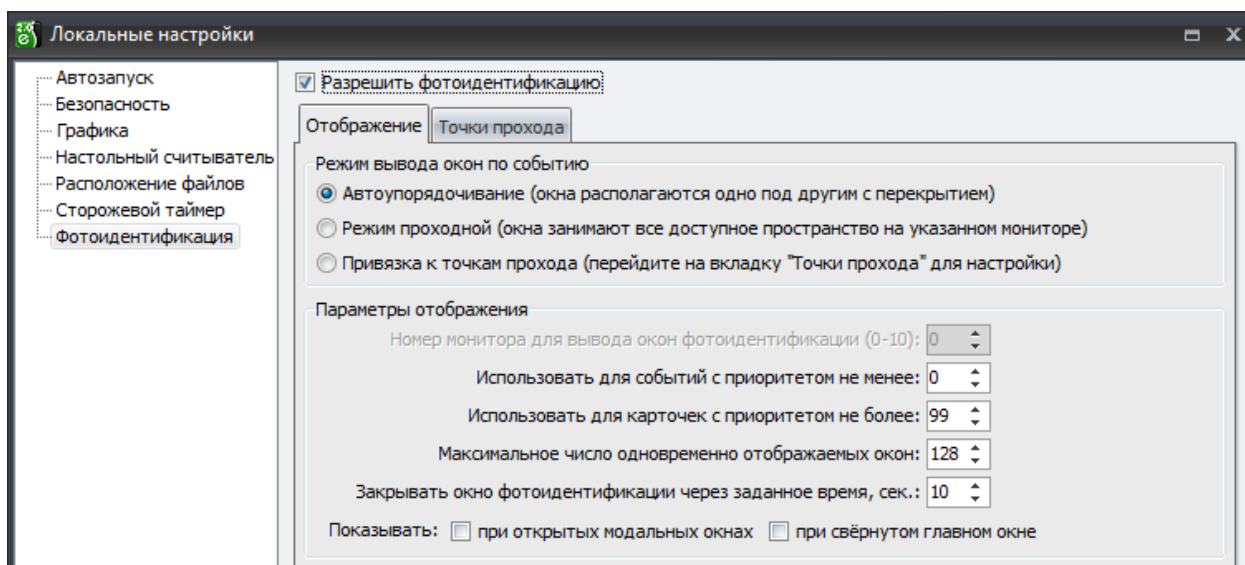 Локальные настройки
Автозапуск
Безопасность
Графика
Настольный считыватель
Расположение файлов
Сторожевой таймер
Фотоидентификация
Разрешить фотоидентификацию
Отображение Точки прохода
Режим вывода окон по событию
Автоупорядочивание (окна располагаются одно под другим с перекрытием)
Режим проходной (окна занимают все доступное пространство на указанном мониторе)
Привязка к точкам прохода (перейдите на вкладку "Точки прохода" для настройки)
Параметры отображения
Номер монитора для вывода окон фотоидентификации (0-10): 0
Использовать для событий с приоритетом не менее: 0
Использовать для карточек с приоритетом не более: 99
Максимальное число одновременно отображаемых окон: 128
Закрывать окно фотоидентификации через заданное время, сек.: 10
Показывать: при открытых модальных окнах при свёрнутом главном окне